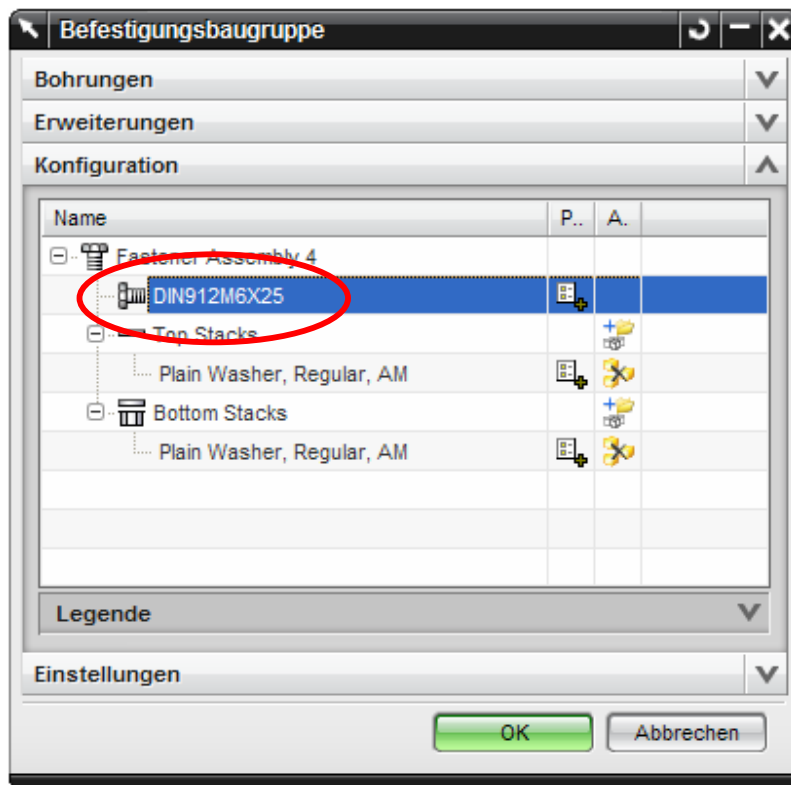 Befestigungsbaugruppe
Bohrungen
Erweiterungen
Konfiguration
Name P.. A.
Fastener Assembly 4
DIN912M6X25
Top Stacks
Plain Washer, Regular, AM
Bottom Stacks
Plain Washer, Regular, AM
Legende
Einstellungen
OK Abbrechen